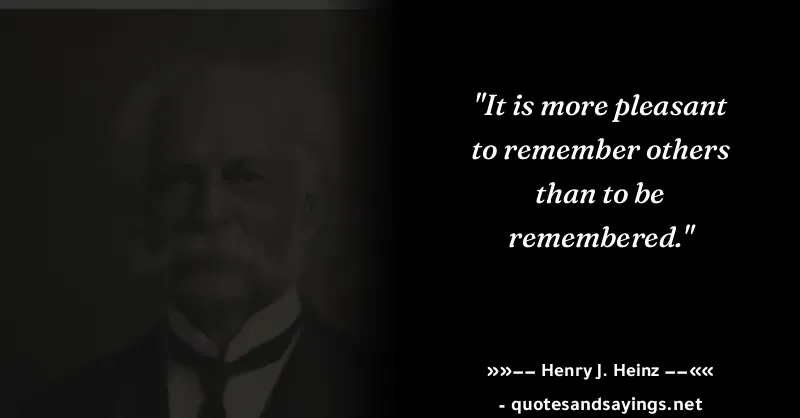 "It is more pleasant
to remember others
than to be
remembered."
»»–– Henry J. Heinz ––««
- quotesandsayings.net